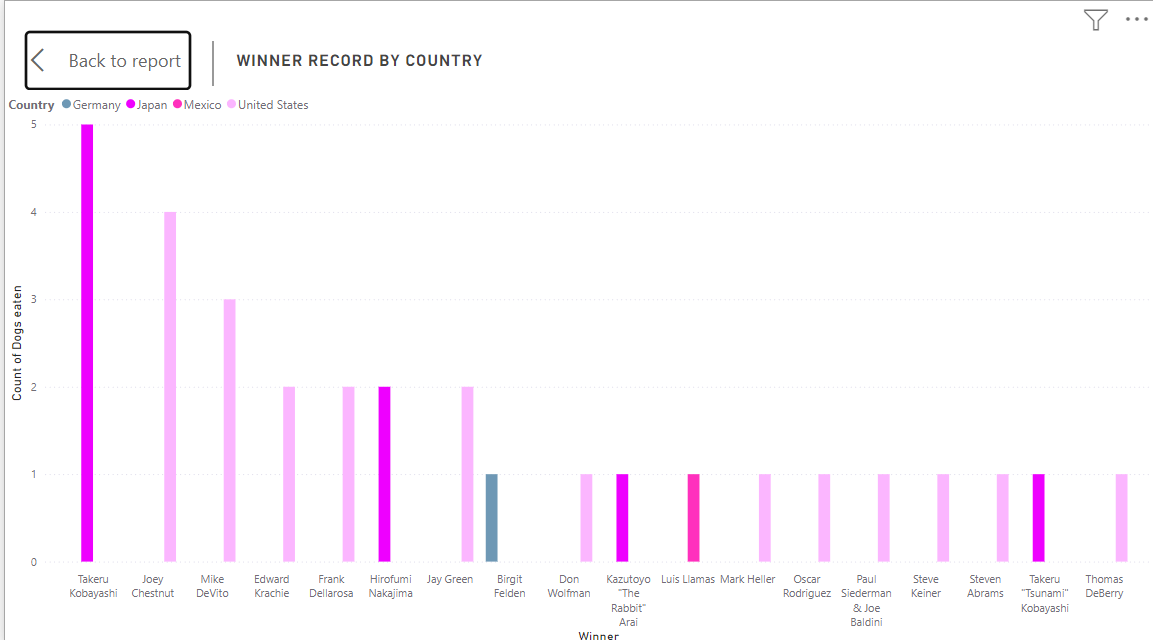 Back to report
WINNER RECORD BY COUNTRY
Country Germany Japan Mexico United States
5
4
3
2
1
0
Count of Dogs eaten
Takeru
Kobayashi
Joey
Chestnut
Mike
DeVito
Edward
Krachie
Frank
Dellarosa
Hirofumi
Nakajima
Jay Green
Birgit
Felden
Don
Wolfman
Kazutoyo
"The
Rabbit"
Arai
Luis Llamas
Mark Heller
Oscar
Rodriguez
Paul
Siederman
& Joe
Baldini
Steve
Keiner
Steven
Abrams
Takeru
"Tsunami"
Kobayashi
Thomas
DeBerry
Winner